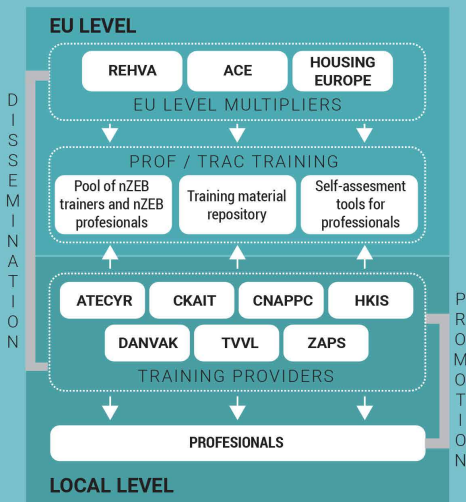 EU LEVEL
REHVA
ACE
HOUSING
EUROPE
EU LEVEL MULTIPLIERS
DISSEMINATION
PROF / TRAC TRAINING
Pool of nZEB
trainers and nZEB
profesionals
Training material
repository
Self-assesment
tools for
professionals
ATECYR
CKAIT
CNAPPC
HKIS
DANVAK
TVVL
ZAPS
TRAINING PROVIDERS
PROMOTION
PROFESIONALS
LOCAL LEVEL